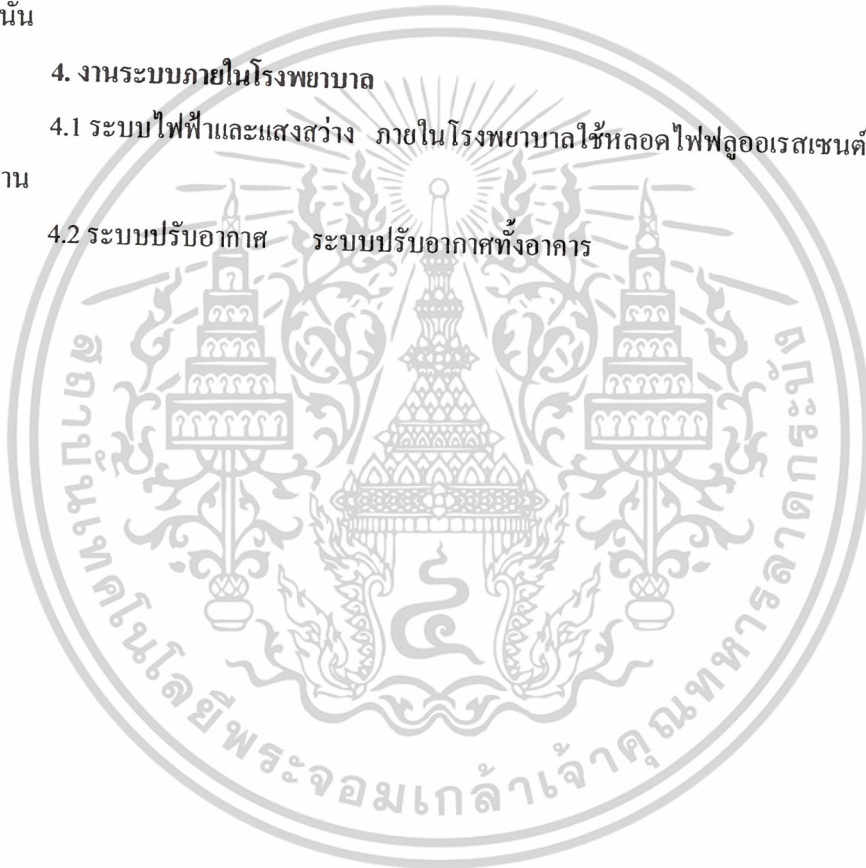 นั้น
4. งานระบบภายในโรงพยาบาล
4.1 ระบบไฟฟ้าและแสงสว่าง ภายในโรงพยาบาลใช้หลอดไฟฟลูออเรสเซนต์
าน
4.2 ระบบปรับอากาศ ระบบปรับอากาศทั้งอาคาร
สถาบันเทคโนโลยีพระจอมเกล้าเจ้าคุณทหารลาดกระบัง
๔